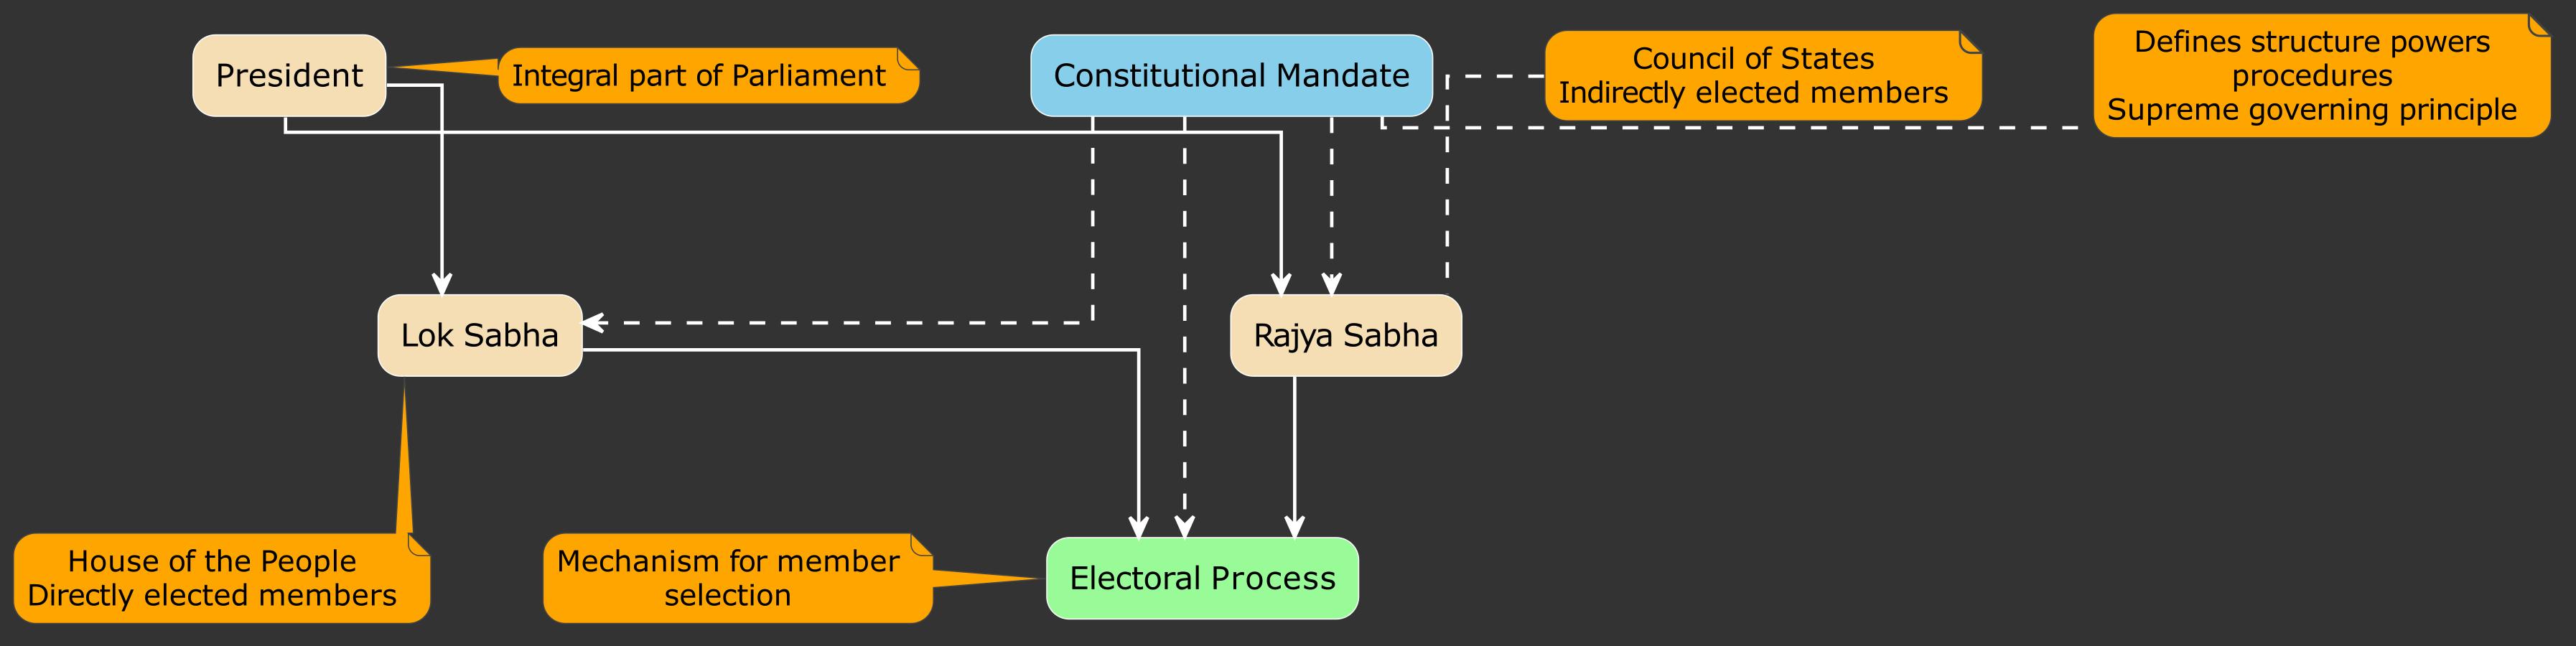 President
Integral part of Parliament
Constitutional Mandate
Council of States
Indirectly elected members
Defines structure powers
procedures
Supreme governing principle
Lok Sabha
Rajya Sabha
House of the People
Directly elected members
Mechanism for member
selection
Electoral Process